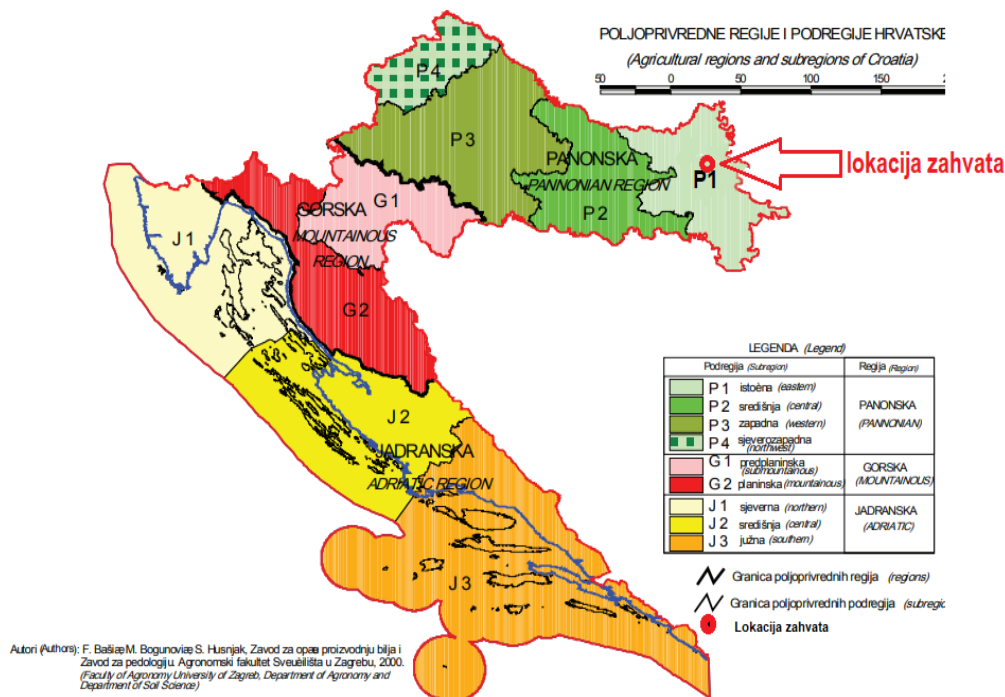 POLJOPRIVREDNE REGIJE I PODREGIJE HRVATSKE
(Agricultural regions and subregions of Croatia)
50 0 50 100 150 2
P4
P3
PANONSKA
PANNONIAN REGION
P2
P1
lokacija zahvata
GORSKA
G1
MOUNTAINOUS
REGION
G2
J1
J2
JADRANSKA
ADRIATIC REGION
J3
LEGENDA (Legend)
Podregija (Subregion) Regija (Region)
P1 istoèna (eastern)
P2 središnja (central)
P3 zapadna (western)
P4 sjeverozapadna (northwest)
PANONSKA
(PANNONIAN)
G1 predplaninska (submountainous)
G2 planinska (mountainous)
GORSKA
(MOUNTAINOUS)
J1 sjeverna (northern)
J2 središnja (central)
J3 južna (southern)
JADRANSKA
(ADRIATIC)
Granica poljoprivrednih regija (regions)
Granica poljoprivrednih podregija (subregio
Lokacija zahvata
Autori (Authors): F. Bašiæ, M. Bogunoviæ, S. Husnjak, Zavod za opæu proizvodnju bilja i
Zavod za pedologiju Agronomski fakultet Sveuèilišta u Zagrebu, 2000.
(Faculty of Agronomy University of Zagreb, Department of Agronomy and
Department of Soil Science)